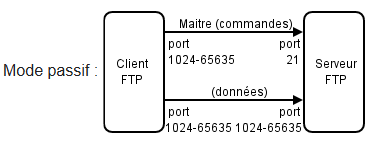 Maitre (commandes)
port port
1024-65635 21
Mode passif :
Client
FTP
Serveur
FTP
(données)
port port
1024-65635 1024-65635